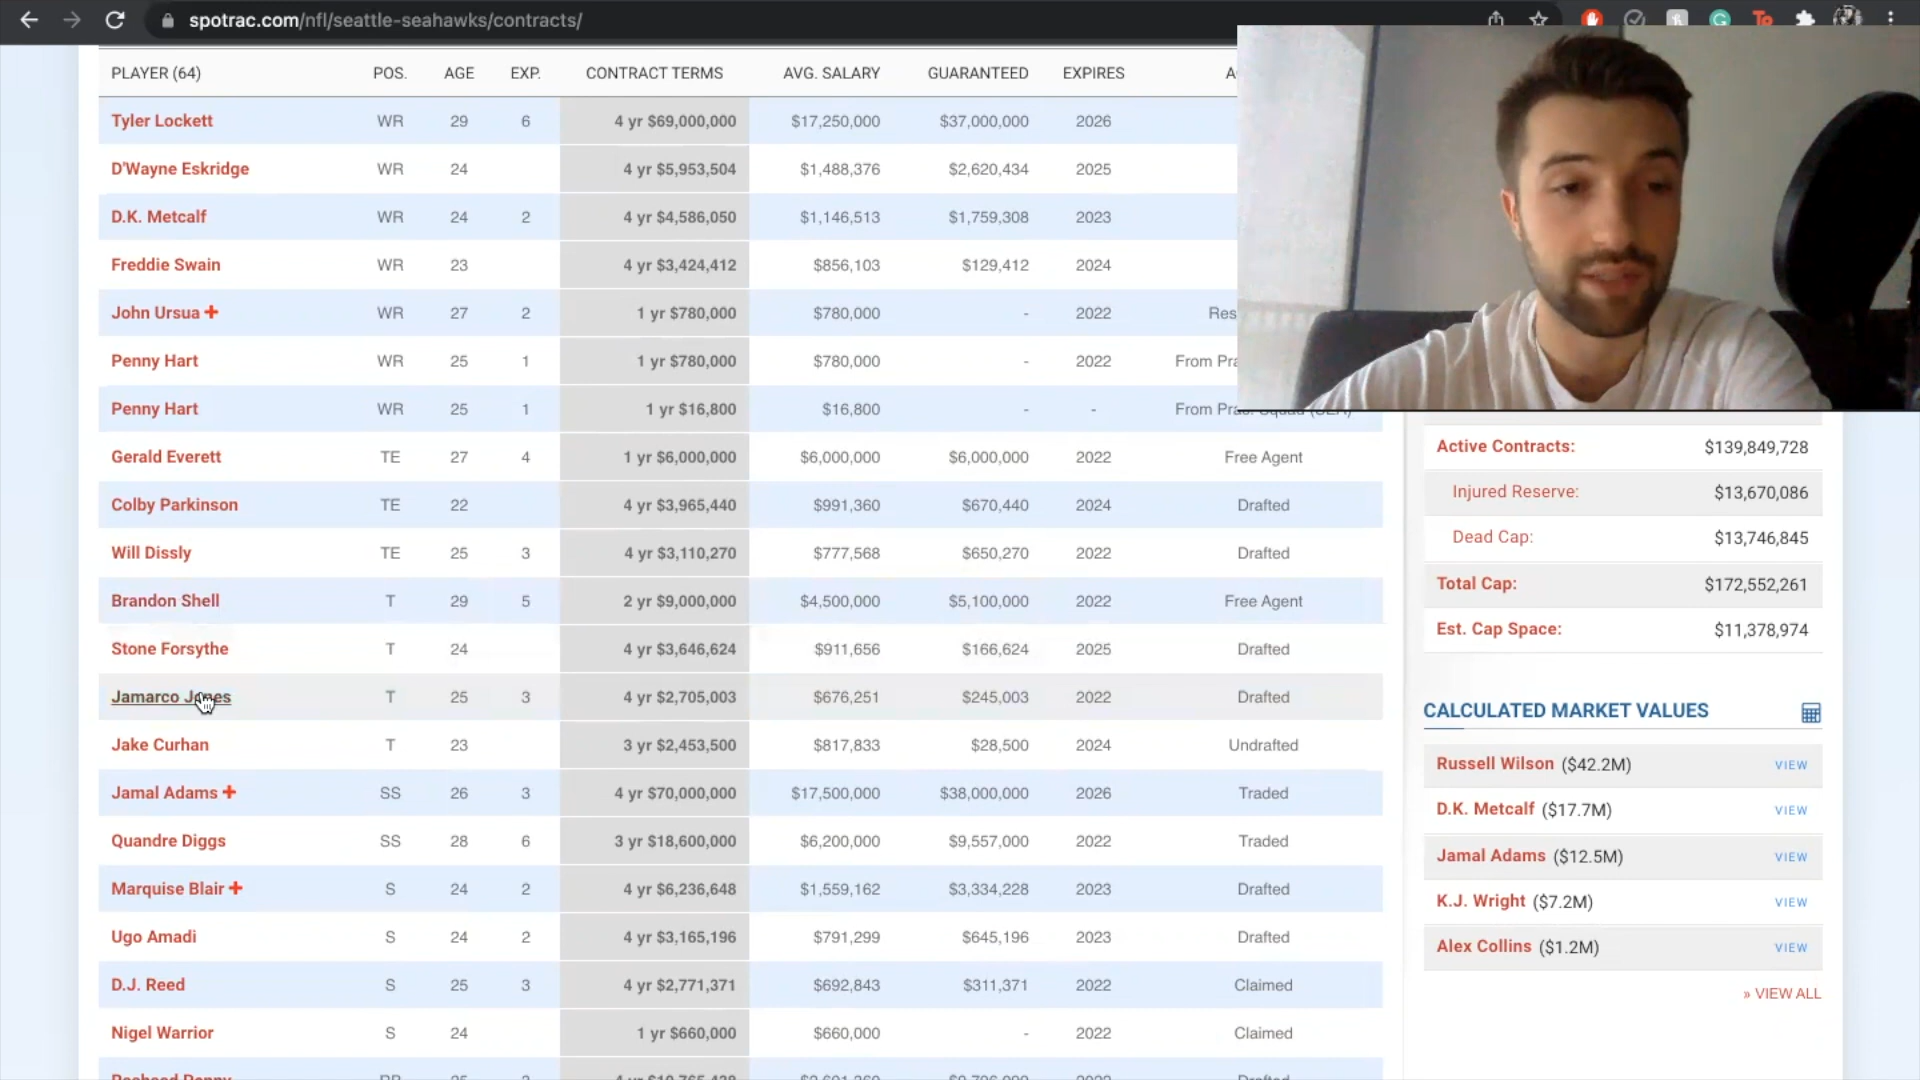 spotrac.com/nfl/seattle-seahawks/contracts/
PLAYER (64) POS. AGE EXP. CONTRACT TERMS AVG. SALARY GUARANTEED EXPIRES
Tyler Lockett WR 29 6 4 yr $69,000,000 $17,250,000 $37,000,000 2026
D'Wayne Eskridge WR 24 4 yr $5,953,504 $1,488,376 $2,620,434 2025
D.K. Metcalf WR 24 2 4 yr $4,586,050 $1,146,513 $1,759,308 2023
Freddie Swain WR 23 4 yr $3,424,412 $856,103 $129,412 2024
John Ursua + WR 27 2 1 yr $780,000 $780,000 - 2022 Res
Penny Hart WR 25 1 1 yr $780,000 $780,000 - 2022 From Pra
Penny Hart WR 25 1 1 yr $16,800 $16,800 - - From Prac. Squad (SEA)
Gerald Everett TE 27 4 1 yr $6,000,000 $6,000,000 $6,000,000 2022 Free Agent
Colby Parkinson TE 22 4 yr $3,965,440 $991,360 $670,440 2024 Drafted
Will Dissly TE 25 3 4 yr $3,110,270 $777,568 $650,270 2022 Drafted
Brandon Shell T 29 5 2 yr $9,000,000 $4,500,000 $5,100,000 2022 Free Agent
Stone Forsythe T 24 4 yr $3,646,624 $911,656 $166,624 2025 Drafted
Jamarco Jones T 25 3 4 yr $2,705,003 $676,251 $245,003 2022 Drafted
Jake Curhan T 23 3 yr $2,453,500 $817,833 $28,500 2024 Undrafted
Jamal Adams + SS 26 3 4 yr $70,000,000 $17,500,000 $38,000,000 2026 Traded
Quandre Diggs SS 28 6 3 yr $18,600,000 $6,200,000 $9,557,000 2022 Traded
Marquise Blair + S 24 2 4 yr $6,236,648 $1,559,162 $3,334,228 2023 Drafted
Ugo Amadi S 24 2 4 yr $3,165,196 $791,299 $645,196 2023 Drafted
D.J. Reed S 25 3 4 yr $2,771,371 $692,843 $311,371 2022 Claimed
Nigel Warrior S 24 1 yr $660,000 $660,000 - 2022 Claimed
Active Contracts: $139,849,728
Injured Reserve: $13,670,086
Dead Cap: $13,746,845
Total Cap: $172,552,261
Est. Cap Space: $11,378,974
CALCULATED MARKET VALUES
Russell Wilson ($42.2M) VIEW
D.K. Metcalf ($17.7M) VIEW
Jamal Adams ($12.5M) VIEW
K.J. Wright ($7.2M) VIEW
Alex Collins ($1.2M) VIEW
» VIEW ALL